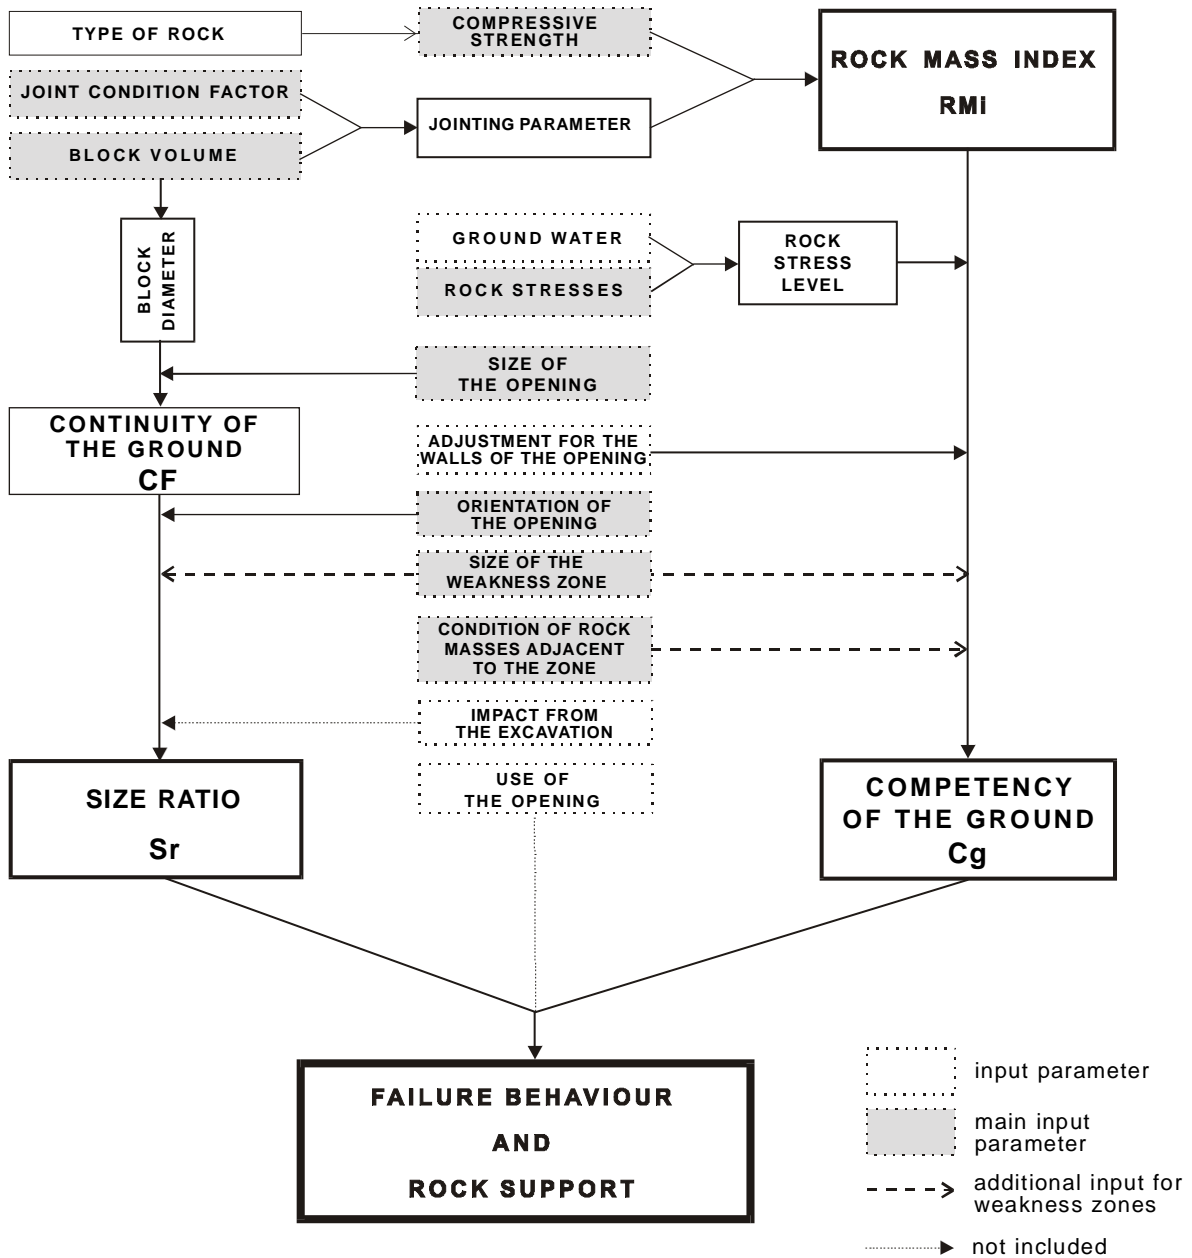 TYPE OF ROCK
COMPRESSIVE
STRENGTH
ROCK MASS INDEX
RMi
JOINT CONDITION FACTOR
JOINTING PARAMETER
BLOCK VOLUME
BLOCK
DIAMETER
GROUND WATER
ROCK STRESSES
ROCK
STRESS
LEVEL
SIZE OF
THE OPENING
CONTINUITY OF
THE GROUND
CF
ADJUSTMENT FOR THE
WALLS OF THE OPENING
ORIENTATION OF
THE OPENING
SIZE OF THE
WEAKNESS ZONE
CONDITION OF ROCK
MASSES ADJACENT
TO THE ZONE
IMPACT FROM
THE EXCAVATION
USE OF
THE OPENING
SIZE RATIO
Sr
COMPETENCY
OF THE GROUND
Cg
FAILURE BEHAVIOUR
AND
ROCK SUPPORT
input parameter
main input
parameter
additional input for
weakness zones
not included